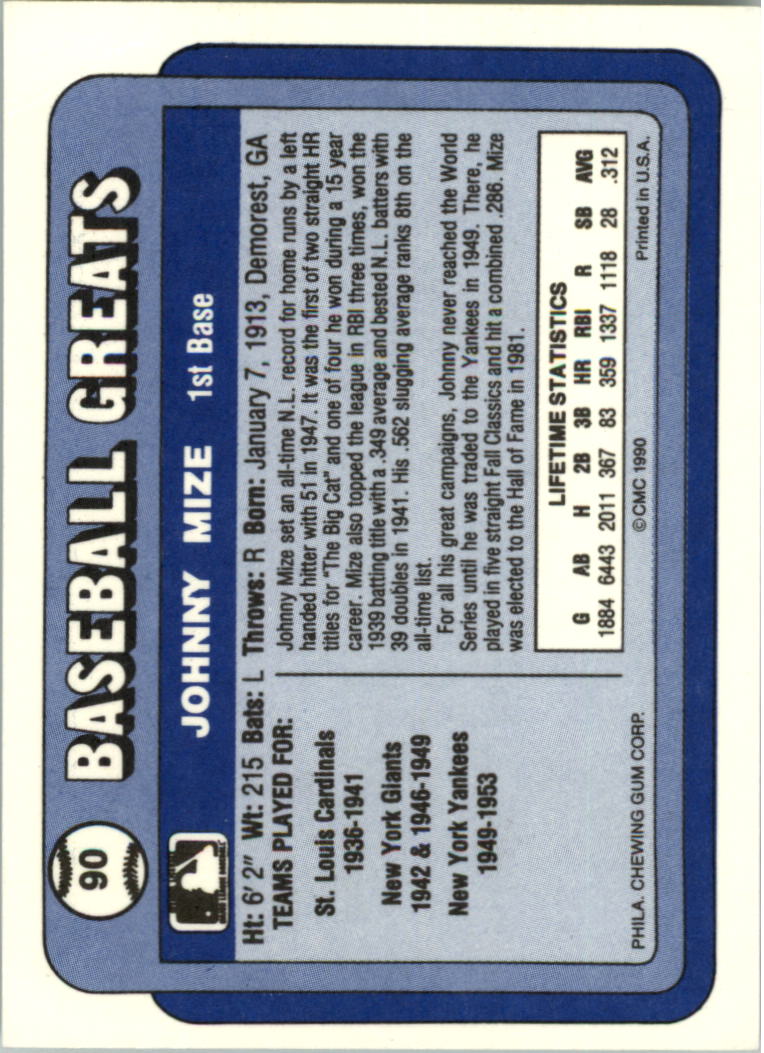 90 BASEBALL GREATS
JOHNNY MIZE 1st Base
Ht: 6'2" Wt: 215 Bats: L Throws: R Born: January 7, 1913, Demorest, GA
TEAMS PLAYED FOR:
St. Louis Cardinals
1936-1941
New York Giants
1942 & 1946-1949
New York Yankees
1949-1953
Johnny Mize set an all-time N.L. record for home runs by a left
handed hitter with 51 in 1947. It was the first of two straight HR
titles for "The Big Cat" and one of four he won during a 15 year
career. Mize also topped the league in RBI three times, won the
1939 batting title with a .349 average and bested N.L. batters with
39 doubles in 1941. His .562 slugging average ranks 8th on the
all-time list.
For all his great campaigns, Johnny never reached the World
Series until he was traded to the Yankees in 1949. There, he
played in five straight Fall Classics and hit a combined .286. Mize
was elected to the Hall of Fame in 1981.
LIFETIME STATISTICS
G AB H 2B 3B HR RBI R SB AVG
1884 6443 2011 367 83 359 1337 1118 28 .312
PHILA. CHEWING GUM CORP. ©CMC 1990 Printed in U.S.A.